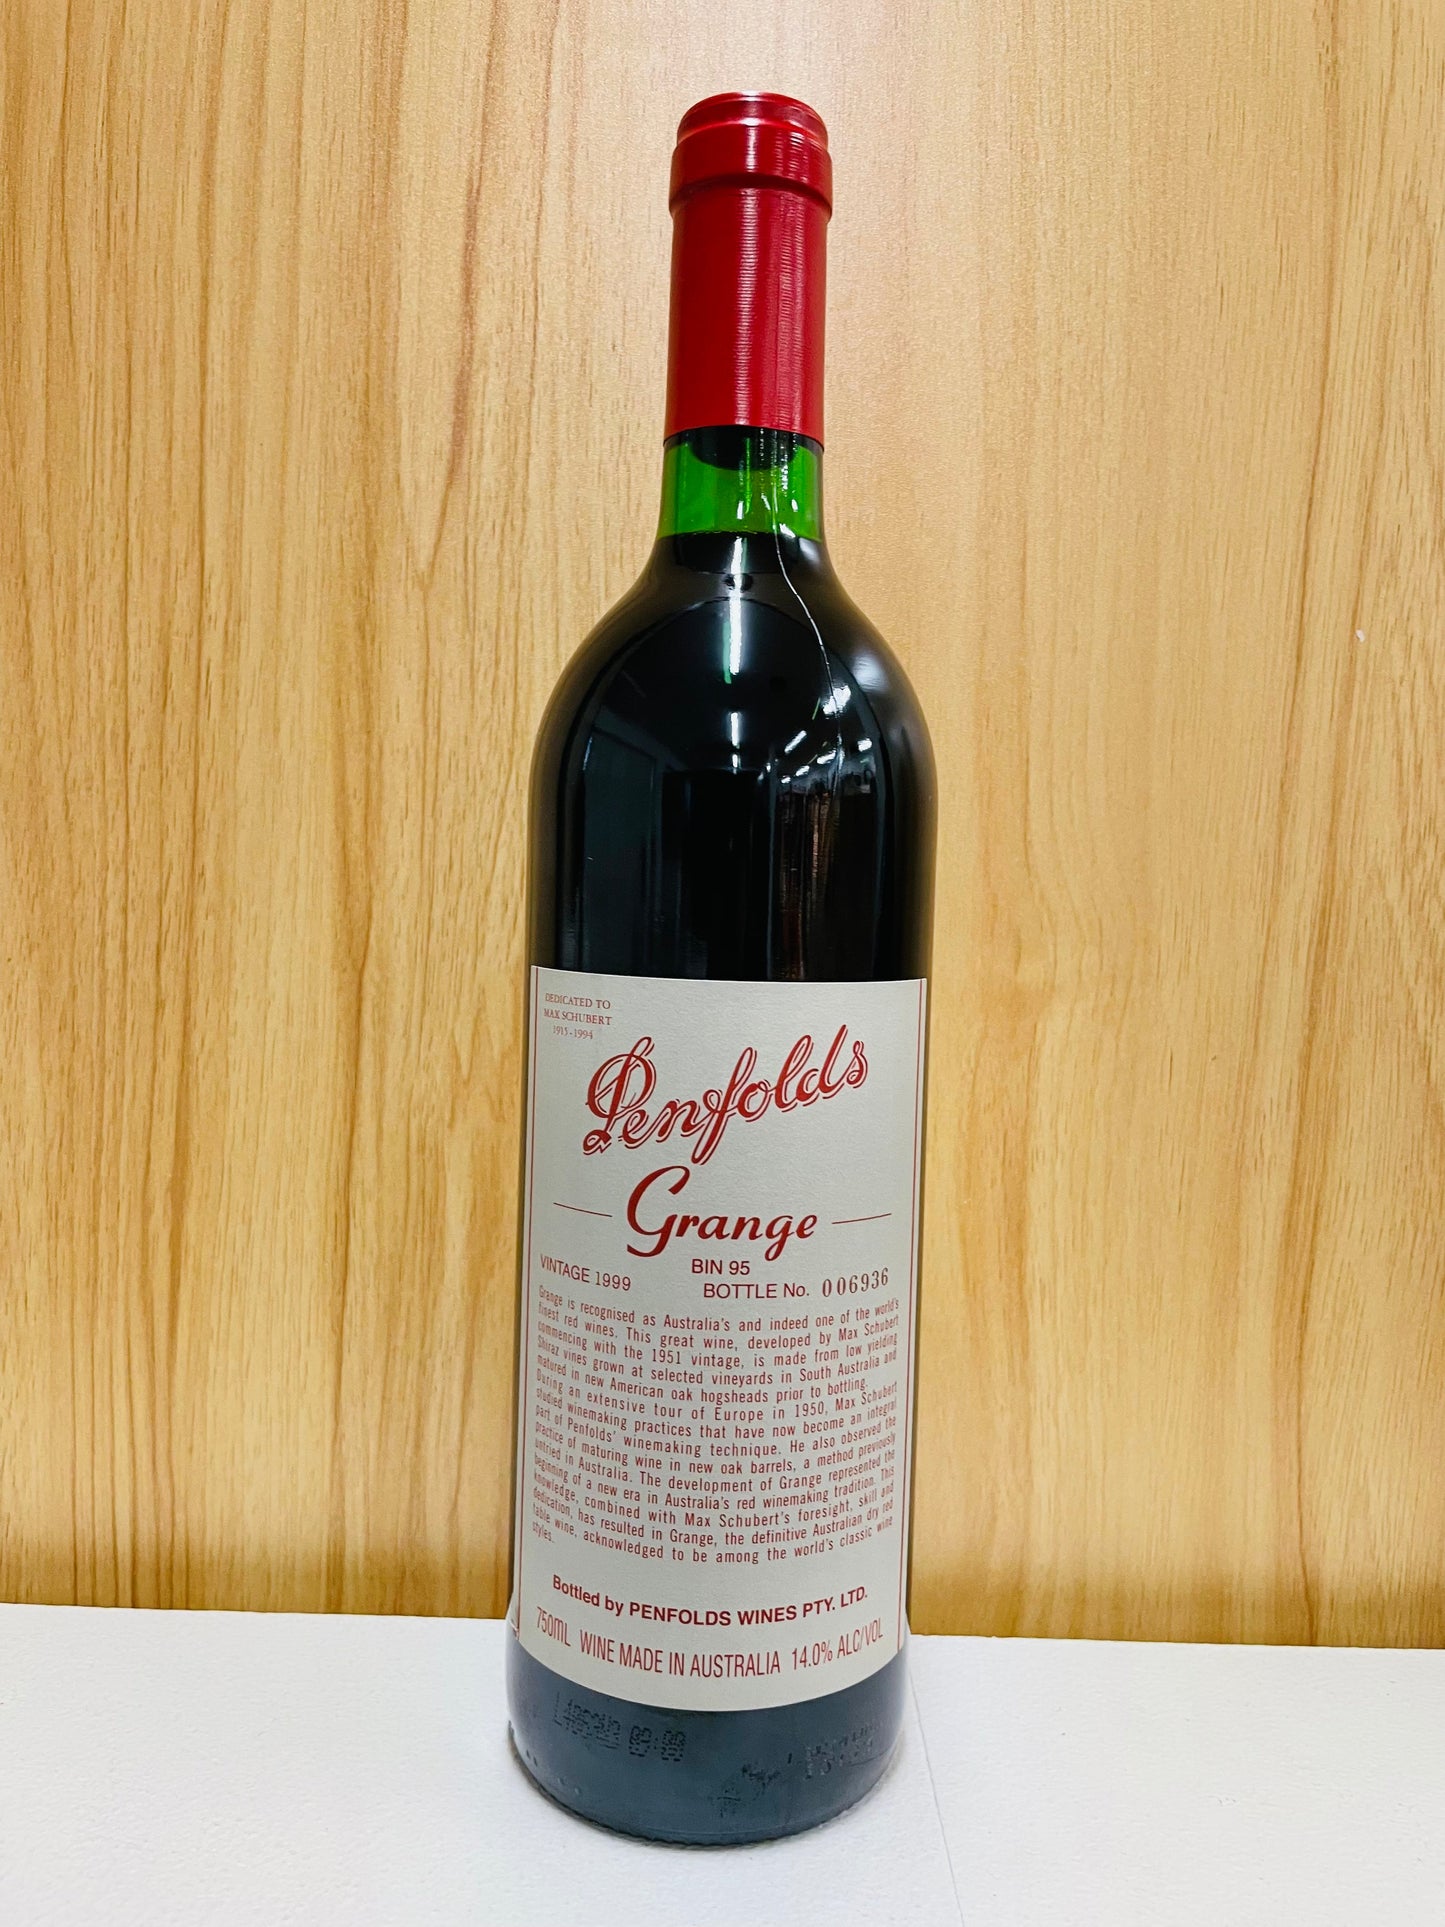 DEDICATED TO
MAX SCHUBERT
1915-1994
Penfolds
Grange
BIN 95
VINTAGE 1999
BOTTLE No. 006936
Grange is recognised as Australia's and indeed one of the world's
finest red wines. This great wine, developed by Max Schubert
commencing with the 1951 vintage, is made from low yielding
Shiraz vines grown at selected vineyards in South Australia and
matured in new American oak hogsheads prior to bottling.
During an extensive tour of Europe in 1950, Max Schubert
studied winemaking practices that have now become an integral
part of Penfolds' winemaking technique. He also observed the
practice of maturing wine in new oak barrels, a method previously
untried in Australia. The development of Grange represented the
beginning of a new era in Australia's red winemaking tradition. This
knowledge, combined with Max Schubert's foresight, skill and
dedication, has resulted in Grange, the definitive Australian dry red
table wine, acknowledged to be among the world's classic wine
styles.
Bottled by PENFOLDS WINES PTY. LTD.
750ML WINE MADE IN AUSTRALIA 14.0% ALC/VOL